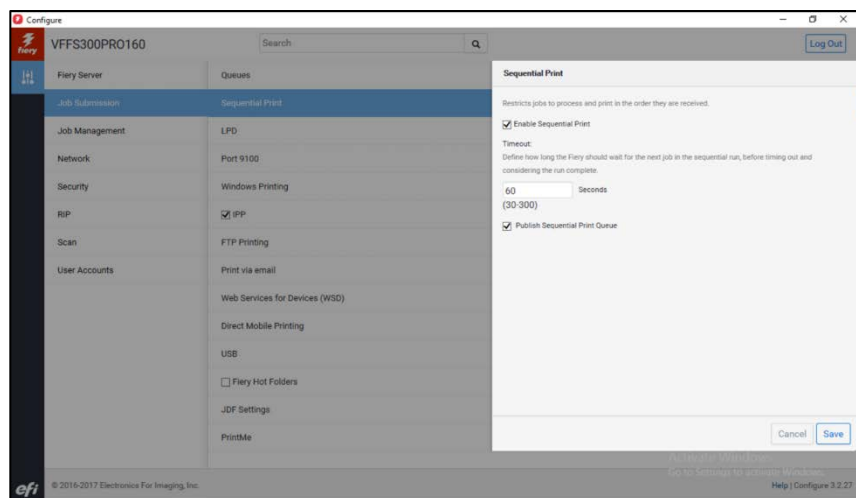 Configure
fiery
VFFS300PRO160
Search
Log Out
Fiery Server
Job Submission
Job Management
Network
Security
RIP
Scan
User Accounts
Queues
Sequential Print
LPD
Port 9100
Windows Printing
IPP
FTP Printing
Print via email
Web Services for Devices (WSD)
Direct Mobile Printing
USB
Fiery Hot Folders
JDF Settings
PrintMe
Sequential Print
Restricts jobs to process and print in the order they are received.
Enable Sequential Print
Timeout:
Define how long the Fiery should wait for the next job in the sequential run, before timing out and
considering the run complete.
60 Seconds
(30-300)
Publish Sequential Print Queue
Cancel Save
Activate Windows
Go to Settings to activate Windows.
efi
© 2016-2017 Electronics For Imaging, Inc.
Help | Configure 3.2.27